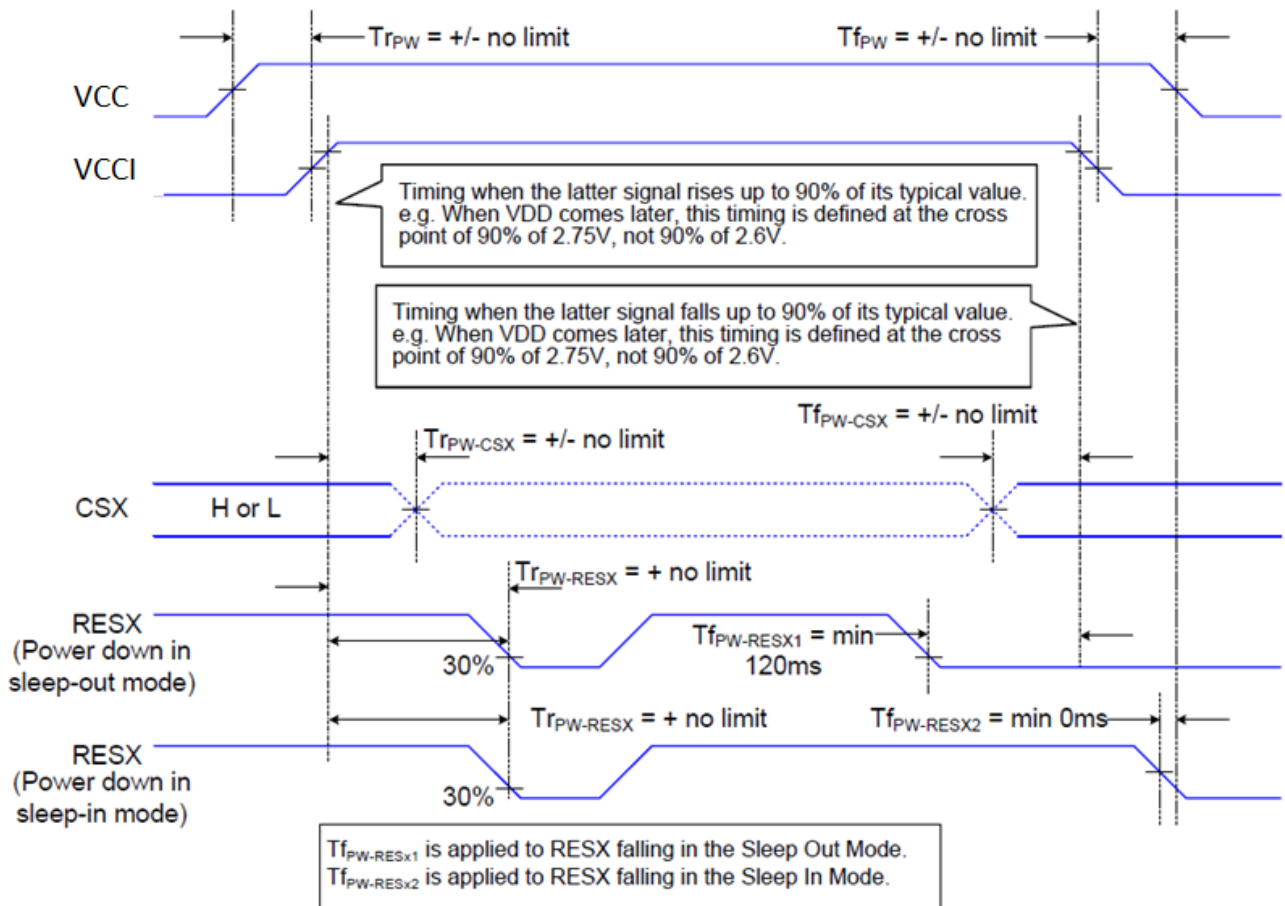 TrPW = +/- no limit
TfPW = +/- no limit
VCC
VCCI
Timing when the latter signal rises up to 90% of its typical value.
e.g. When VDD comes later, this timing is defined at the cross
point of 90% of 2.75V, not 90% of 2.6V.
Timing when the latter signal falls up to 90% of its typical value.
e.g. When VDD comes later, this timing is defined at the cross
point of 90% of 2.75V, not 90% of 2.6V.
TfPW-CSX = +/- no limit
TrPW-CSX = +/- no limit
CSX
H or L
TrPW-RESX = + no limit
RESX
(Power down in
sleep-out mode)
30%
TfPW-RESX1 = min
120ms
TrPW-RESX = + no limit
TfPW-RESX2 = min 0ms
RESX
(Power down in
sleep-in mode)
30%
TfPW-RESx1 is applied to RESX falling in the Sleep Out Mode.
TfPW-RESx2 is applied to RESX falling in the Sleep In Mode.